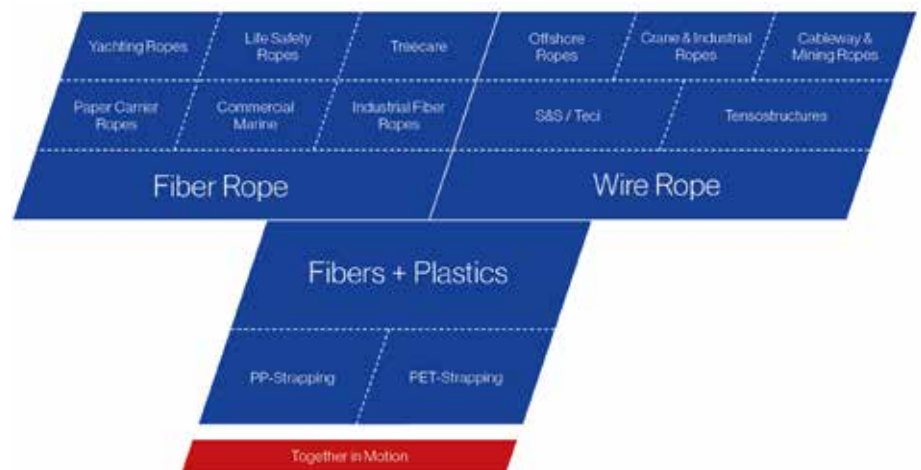 Yachting Ropes
Life Safety
Ropes
Treecare
Offshore
Ropes
Crane & Industrial
Ropes
Cableway &
Mining Ropes
Paper Carrier
Ropes
Commercial
Marine
Industrial Fiber
Ropes
S&S / Teci
Tensostructures
Fiber Rope
Wire Rope
Fibers + Plastics
PP-Strapping
PET-Strapping
Together in Motion